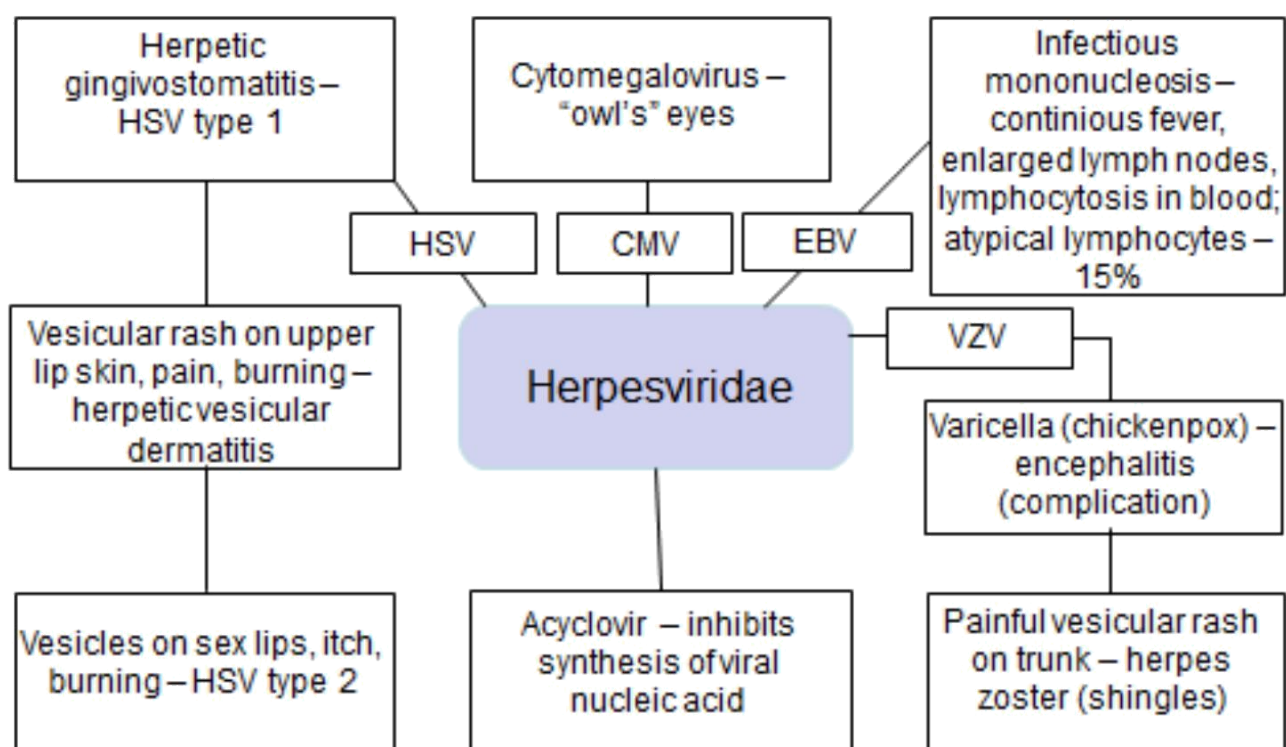 Herpetic
gingivostomatitis –
HSV type 1
Cytomegalovirus –
“owl’s” eyes
Infectious
mononucleosis –
continious fever,
enlarged lymph nodes,
lymphocytosis in blood;
atypical lymphocytes –
15%
HSV
CMV
EBV
VZV
Herpesviridae
Vesicular rash on upper
lip skin, pain, burning –
herpetic vesicular
dermatitis
Varicella (chickenpox) –
encephalitis
(complication)
Vesicles on sex lips, itch,
burning – HSV type 2
Acyclovir – inhibits
synthesis of viral
nucleic acid
Painful vesicular rash
on trunk – herpes
zoster (shingles)